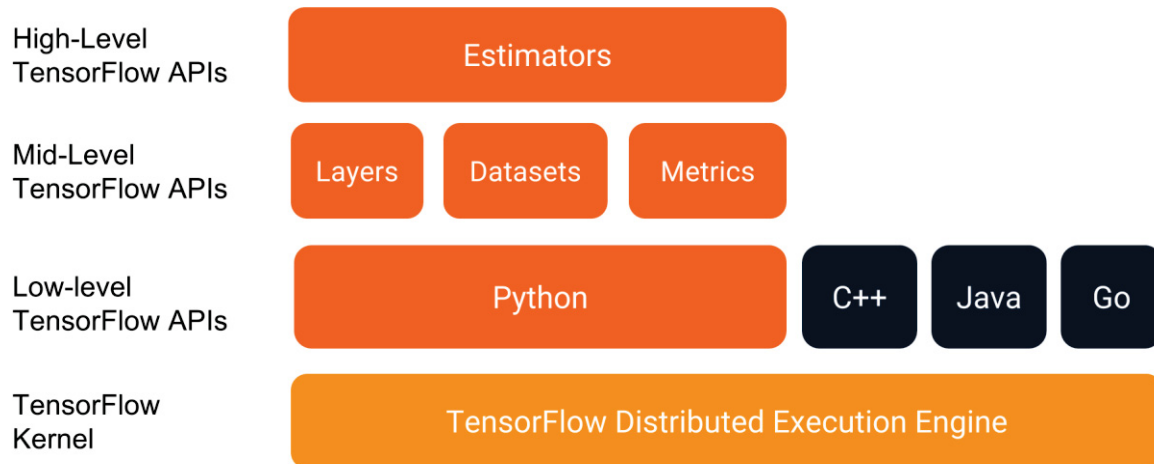 High-Level
TensorFlow APIs
Estimators
Mid-Level
TensorFlow APIs
Layers
Datasets
Metrics
Low-level
TensorFlow APIs
Python
C++
Java
Go
TensorFlow
Kernel
TensorFlow Distributed Execution Engine